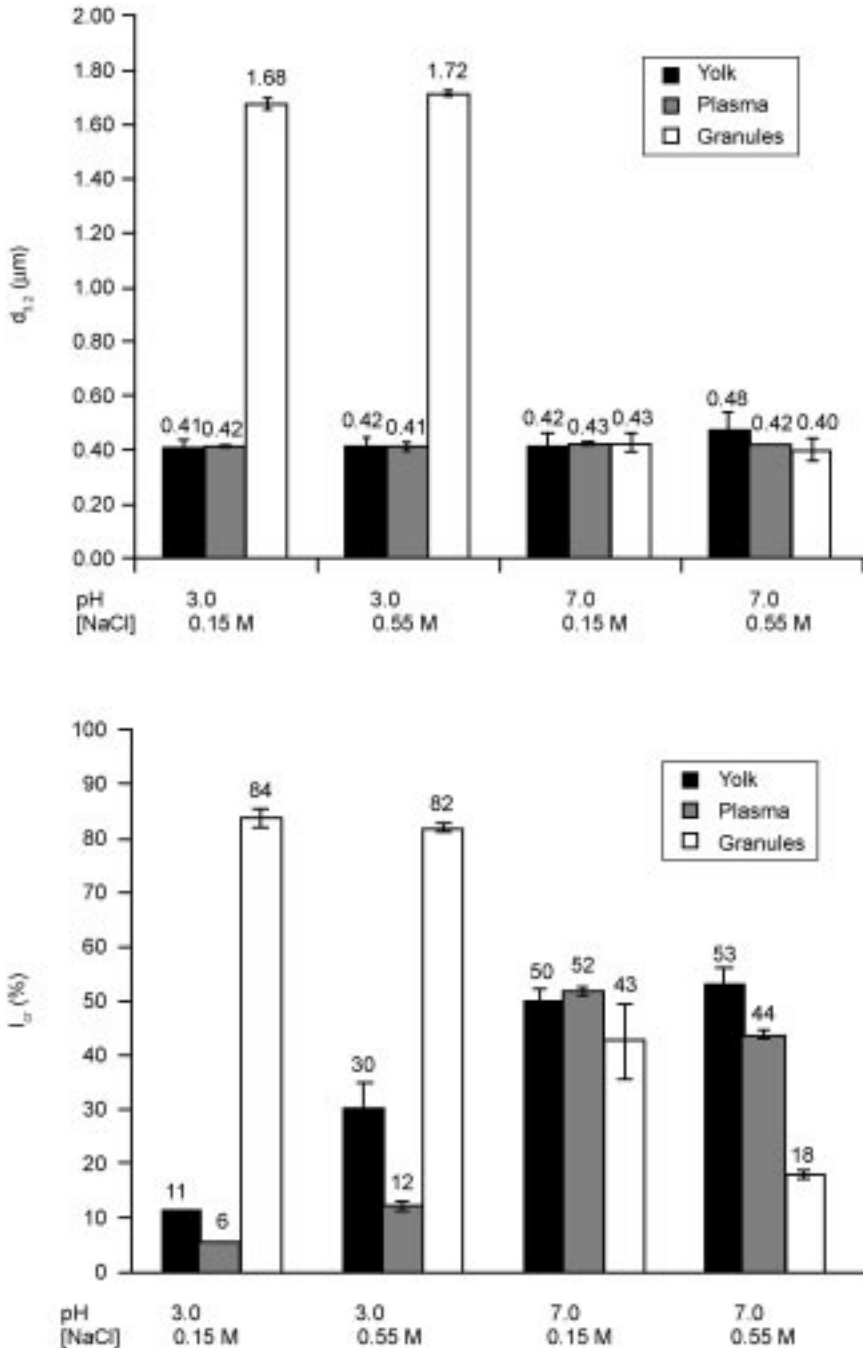 2.00
1.80
1.60
1.40
1.20
1.00
0.80
0.60
0.40
0.20
0.00
d3,2 (μm)
1.68
1.72
0.41 0.42
0.42 0.41
0.42 0.43 0.43
0.48 0.42 0.40
Yolk
Plasma
Granules
pH 3.0 3.0 7.0 7.0
[NaCl] 0.15 M 0.55 M 0.15 M 0.55 M
100
90
80
70
60
50
40
30
20
10
0
Icr (%)
84
82
11 6
30 12
50 52 43
53 44 18
Yolk
Plasma
Granules
pH 3.0 3.0 7.0 7.0
[NaCl] 0.15 M 0.55 M 0.15 M 0.55 M